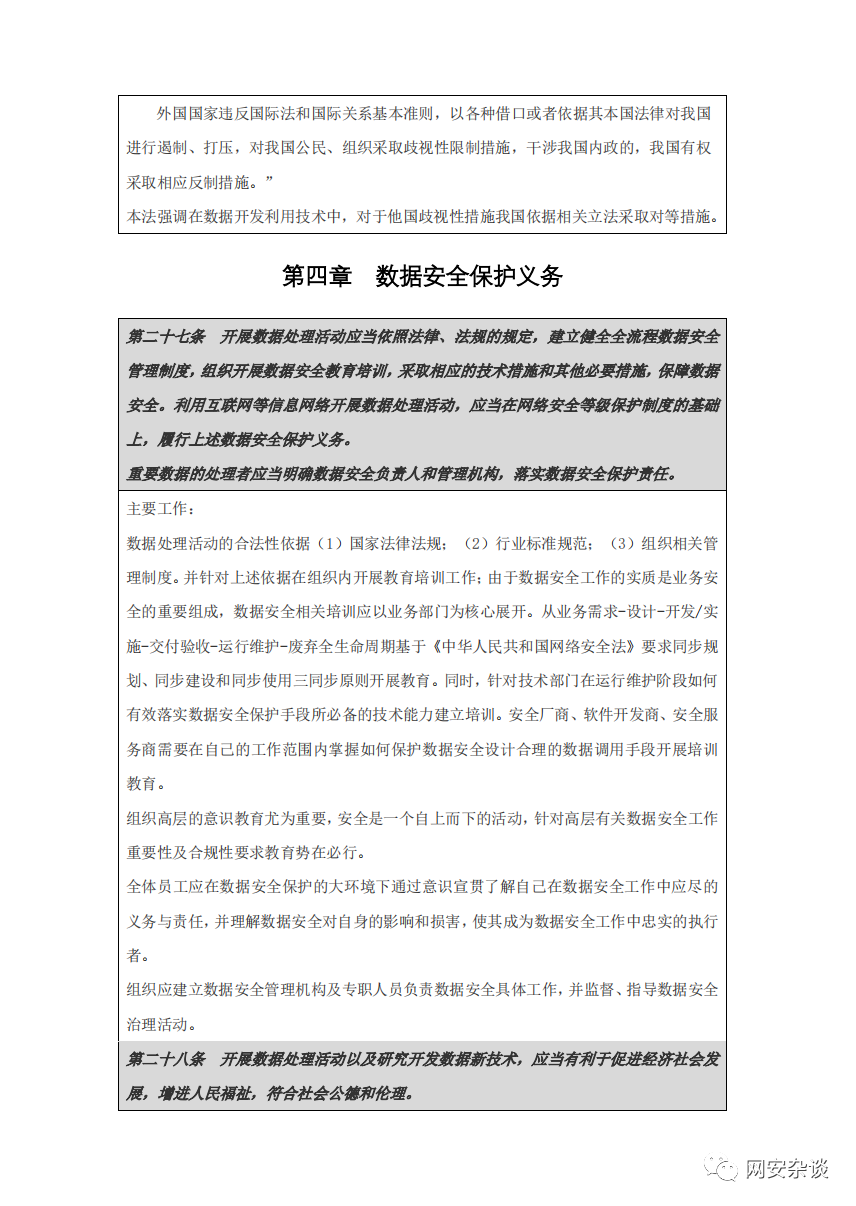 外国国家违反国际法和国际关系基本准则，以各种借口或者依据其本国法律对我国
进行遏制、打压，对我国公民、组织采取歧视性限制措施，干涉我国内政的，我国有权
采取相应反制措施。”
本法强调在数据开发利用技术中，对于他国歧视性措施我国依据相关立法采取对等措施。
第四章　数据安全保护义务
第二十七条　开展数据处理活动应当依照法律、法规的规定，建立健全全流程数据安全
管理制度，组织开展数据安全教育培训，采取相应的技术措施和其他必要措施，保障数据
安全。利用互联网等信息网络开展数据处理活动，应当在网络安全等级保护制度的基础
上，履行上述数据安全保护义务。
重要数据的处理者应当明确数据安全负责人和管理机构，落实数据安全保护责任。
主要工作：
数据处理活动的合法性依据（1）国家法律法规；（2）行业标准规范；（3）组织相关管
理制度。并针对上述依据在组织内开展教育培训工作；由于数据安全工作的实质是业务安
全的重要组成，数据安全相关培训应以业务部门为核心展开。从业务需求-设计-开发/实
施-交付验收-运行维护-废弃全生命周期基于《中华人民共和国网络安全法》要求同步规
划、同步建设和同步使用三同步原则开展教育。同时，针对技术部门在运行维护阶段如何
有效落实数据安全保护手段所必备的技术能力建立培训。安全厂商、软件开发商、安全服
务商需要在自己的工作范围内掌握如何保护数据安全设计合理的数据调用手段开展培训
教育。
组织高层的意识教育尤为重要，安全是一个自上而下的活动，针对高层有关数据安全工作
重要性及合规性要求教育势在必行。
全体员工应在数据安全保护的大环境下通过意识宣贯了解自己在数据安全工作中应尽的
义务与责任，并理解数据安全对自身的影响和损害，使其成为数据安全工作中忠实的执行
者。
组织应建立数据安全管理机构及专职人员负责数据安全具体工作，并监督、指导数据安全
治理活动。
第二十八条　开展数据处理活动以及研究开发数据新技术，应当有利于促进经济社会发
展，增进人民福祉，符合社会公德和伦理。
网安杂谈